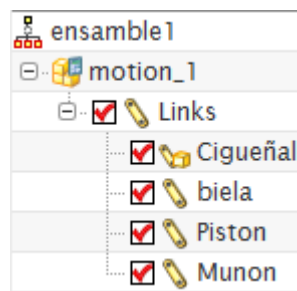 ensamble1
motion_1
Links
Cigueñal
biela
Piston
Munon